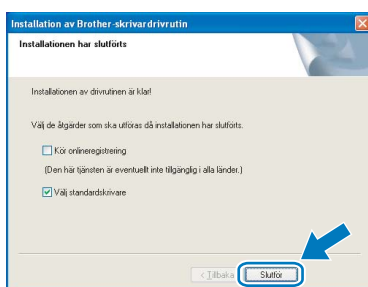 Installation av Brother-skrivardrivrutin
Installationen har slutförts
Installationen av drivrutinen är klar!
Välj de åtgärder som ska utföras då installationen har slutförts.
Kör onlineregistrering
(Den här tjänsten är eventuellt inte tillgänglig i alla länder.)
Välj standardskrivare
< Tillbaka
Slutför